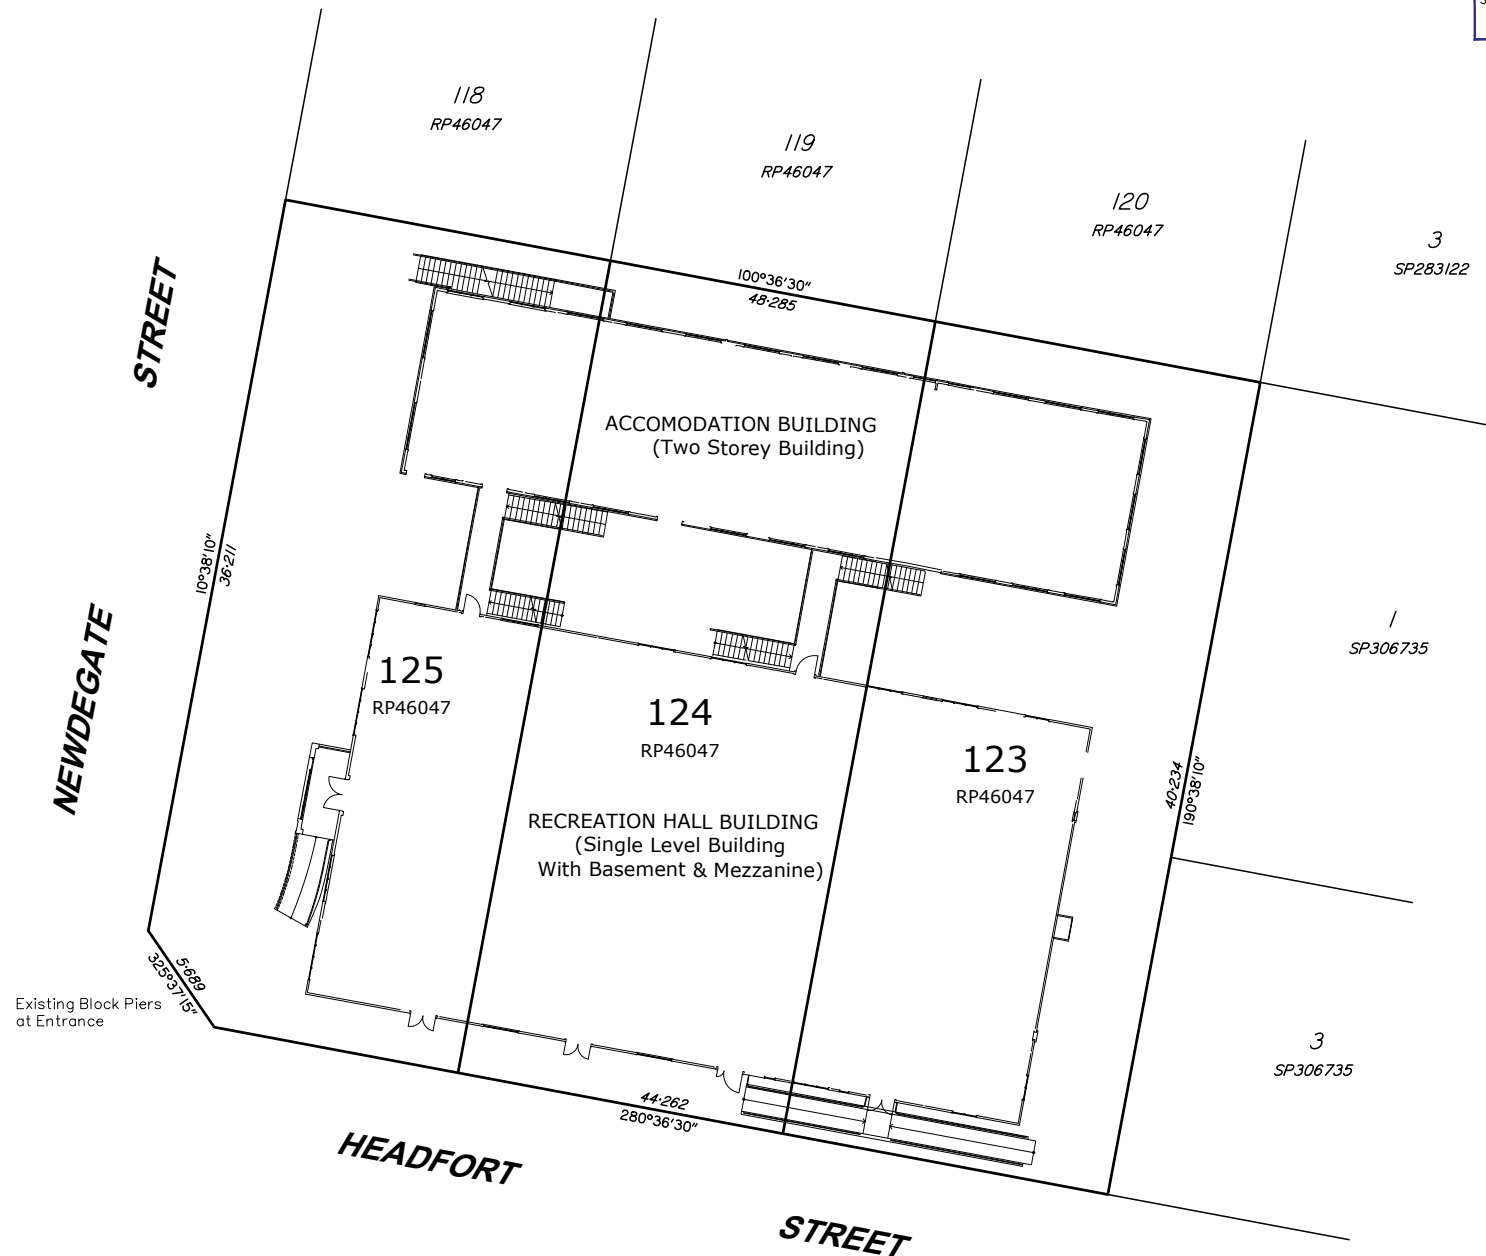 118
RP46047
119
RP46047
120
RP46047
3
SP283122
100°36'30"
48·285
STREET
ACCOMODATION BUILDING
(Two Storey Building)
10°38'10"
36·211
NEWDEGATE
1
SP306735
125
RP46047
124
RP46047
123
RP46047
40·234
190°38'10"
RECREATION HALL BUILDING
(Single Level Building
With Basement & Mezzanine)
5·689
325°37'15"
Existing Block Piers
at Entrance
3
SP306735
44·262
280°36'30"
HEADFORT
STREET